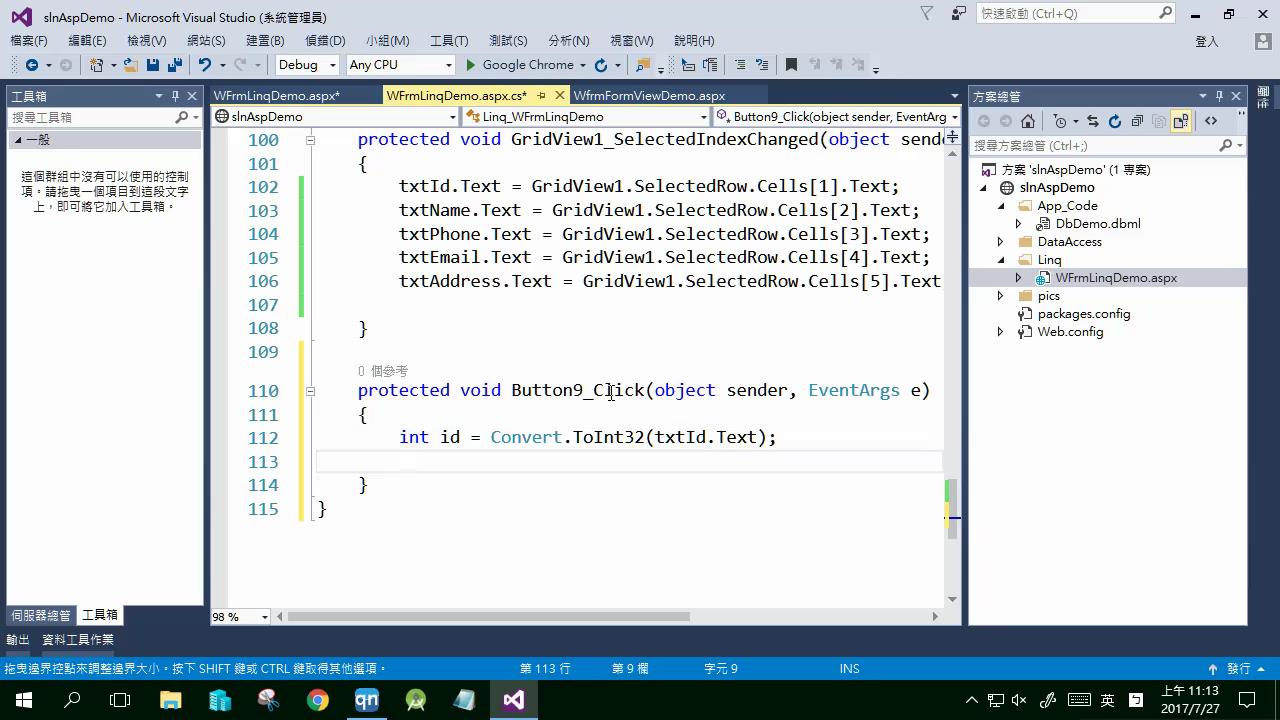 slnAspDemo - Microsoft Visual Studio (系統管理員)
快速啟動 (Ctrl+Q)
檔案(F) 編輯(E) 檢視(V) 網站(S) 建置(B) 偵錯(D) 小組(M) 工具(T) 測試(S) 分析(N) 視窗(W) 說明(H)
登入
Debug Any CPU Google Chrome
工具箱
搜尋工具箱
一般
這個群組中沒有可以使用的控制
項。請拖曳一個項目到這段文字
上，即可將它加入工具箱。
伺服器總管 工具箱
WFrmLinqDemo.aspx* WFrmLinqDemo.aspx.cs* WfrmFormViewDemo.aspx
slnAspDemo Linq_WFrmLinqDemo Button9_Click(object sender, EventArg
100 protected void GridView1_SelectedIndexChanged(object sende
101 {
102 txtId.Text = GridView1.SelectedRow.Cells[1].Text;
103 txtName.Text = GridView1.SelectedRow.Cells[2].Text;
104 txtPhone.Text = GridView1.SelectedRow.Cells[3].Text;
105 txtEmail.Text = GridView1.SelectedRow.Cells[4].Text;
106 txtAddress.Text = GridView1.SelectedRow.Cells[5].Text
107
108 }
109
0 個參考
110 protected void Button9_Click(object sender, EventArgs e)
111 {
112 int id = Convert.ToInt32(txtId.Text);
113
114 }
115 }
98 %
方案總管
搜尋方案總管 (Ctrl+;)
方案 'slnAspDemo' (1 專案)
slnAspDemo
App_Code
DbDemo.dbml
DataAccess
Linq
WFrmLinqDemo.aspx
pics
packages.config
Web.config
輸出 資料工具作業
拖曳邊界控點來調整邊界大小。按下 SHIFT 鍵或 CTRL 鍵取得其他選項。 第 113 行 第 9 欄 字元 9 INS 發行
qn
英
上午 11:13
2017/7/27